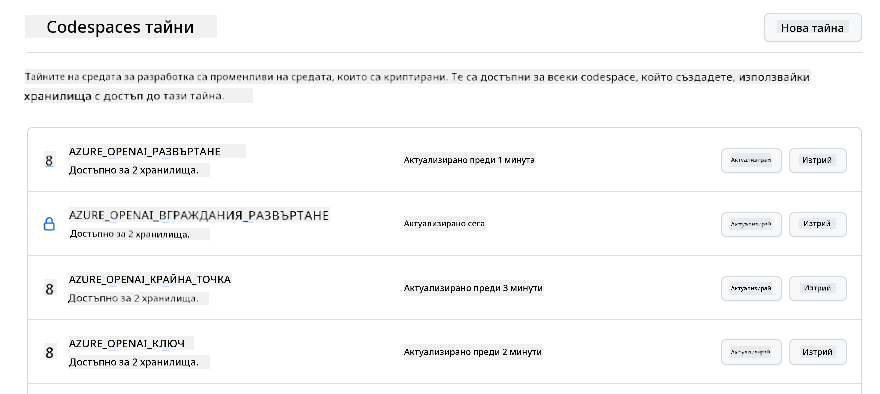 Codespaces тайни
Нова тайна
Тайните на средата за разработка са променливи на средата, които са криптирани. Те са достъпни за всеки codespace, който създадете, използвайки
хранилища с достъп до тази тайна.
8 AZURE_OPENAI_РАЗВЪРТАНЕ
Достъпно за 2 хранилища.
Актуализирано преди 1 минута
Актуализирай
Изтрий
AZURE_OPENAI_ВГРАЖДАНИЯ_РАЗВЪРТАНЕ
Достъпно за 2 хранилища.
Актуализирано сега
Актуализирай
Изтрий
8 AZURE_OPENAI_КРАЙНА_ТОЧКА
Достъпно за 2 хранилища.
Актуализирано преди 3 минути
Актуализирай
Изтрий
8 AZURE_OPENAI_КЛЮЧ
Достъпно за 2 хранилища.
Актуализирано преди 2 минути
Актуализирай
Изтрий